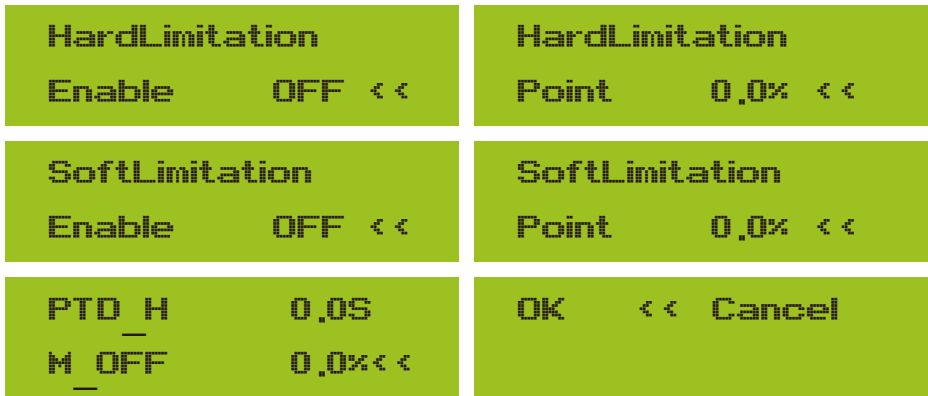 HardLimitation
Enable OFF <<
HardLimitation
Point 0.0% <<
SoftLimitation
Enable OFF <<
SoftLimitation
Point 0.0% <<
PTD_H 0.0S
M_OFF 0.0%<<
OK << Cancel